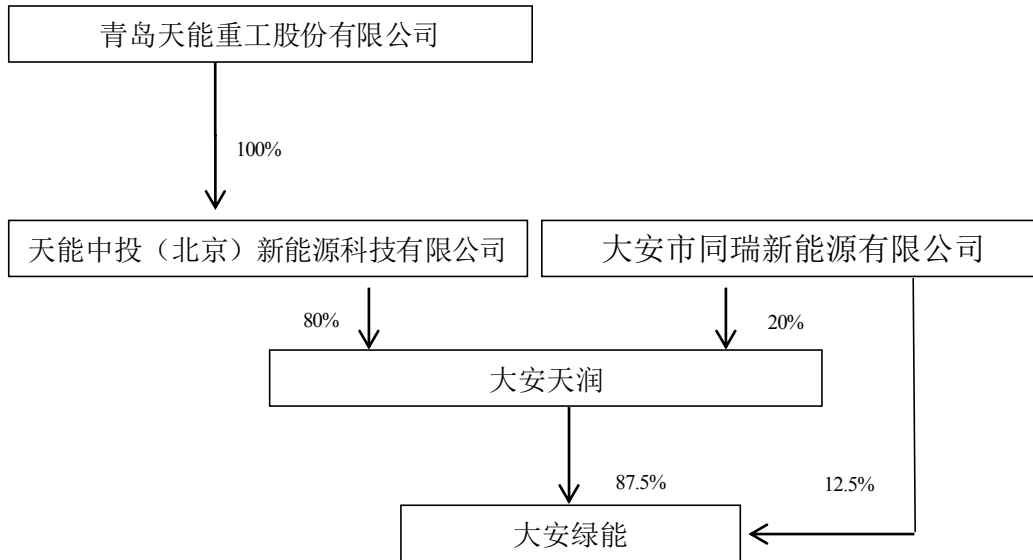 青岛天能重工股份有限公司
100%
天能中投（北京）新能源科技有限公司
大安市同瑞新能源有限公司
80%
20%
大安天润
87.5%
12.5%
大安绿能